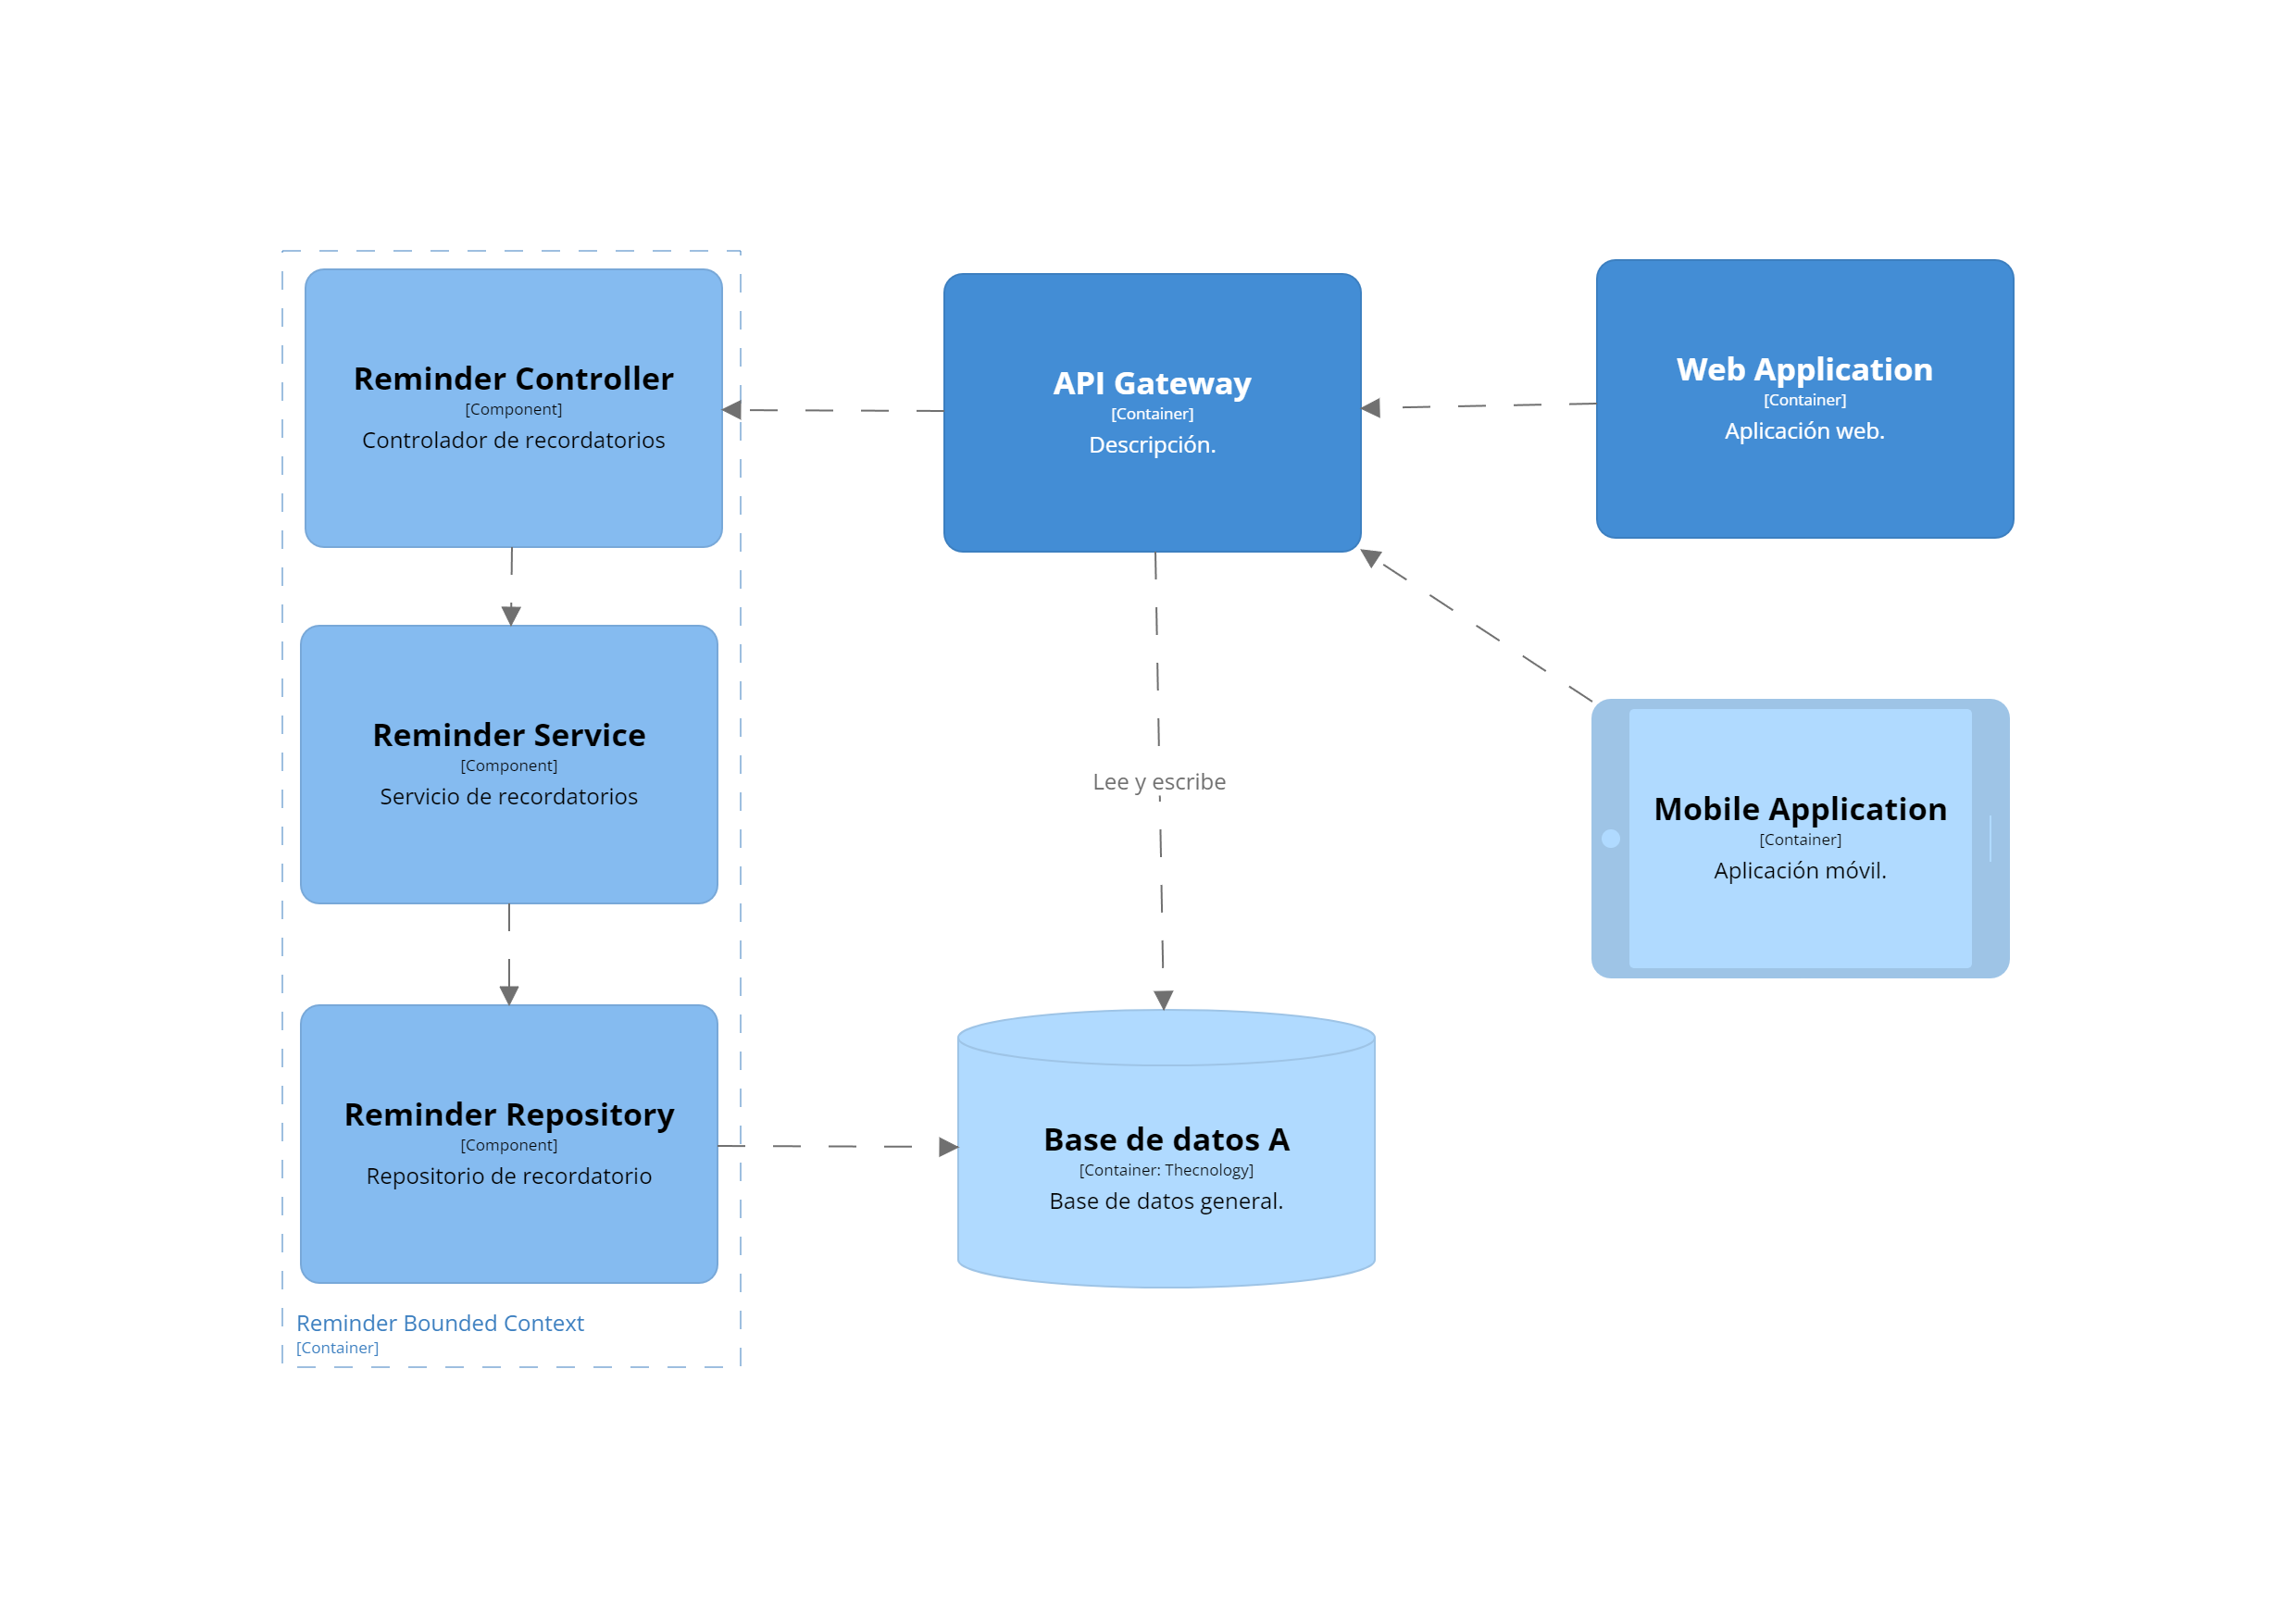 Reminder Controller
[Component]
Controlador de recordatorios
API Gateway
[Container]
Descripción.
Web Application
[Container]
Aplicación web.
Reminder Service
[Component]
Servicio de recordatorios
Lee y escribe
Mobile Application
[Container]
Aplicación móvil.
Reminder Repository
[Component]
Repositorio de recordatorio
Base de datos A
[Container: Thecnology]
Base de datos general.
Reminder Bounded Context
[Container]